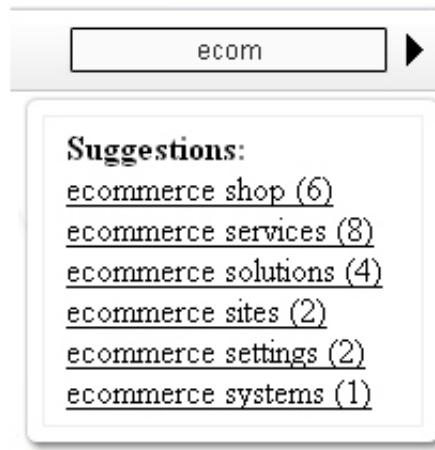 ecom
Suggestions:
ecommerce shop (6)
ecommerce services (8)
ecommerce solutions (4)
ecommerce sites (2)
ecommerce settings (2)
ecommerce systems (1)